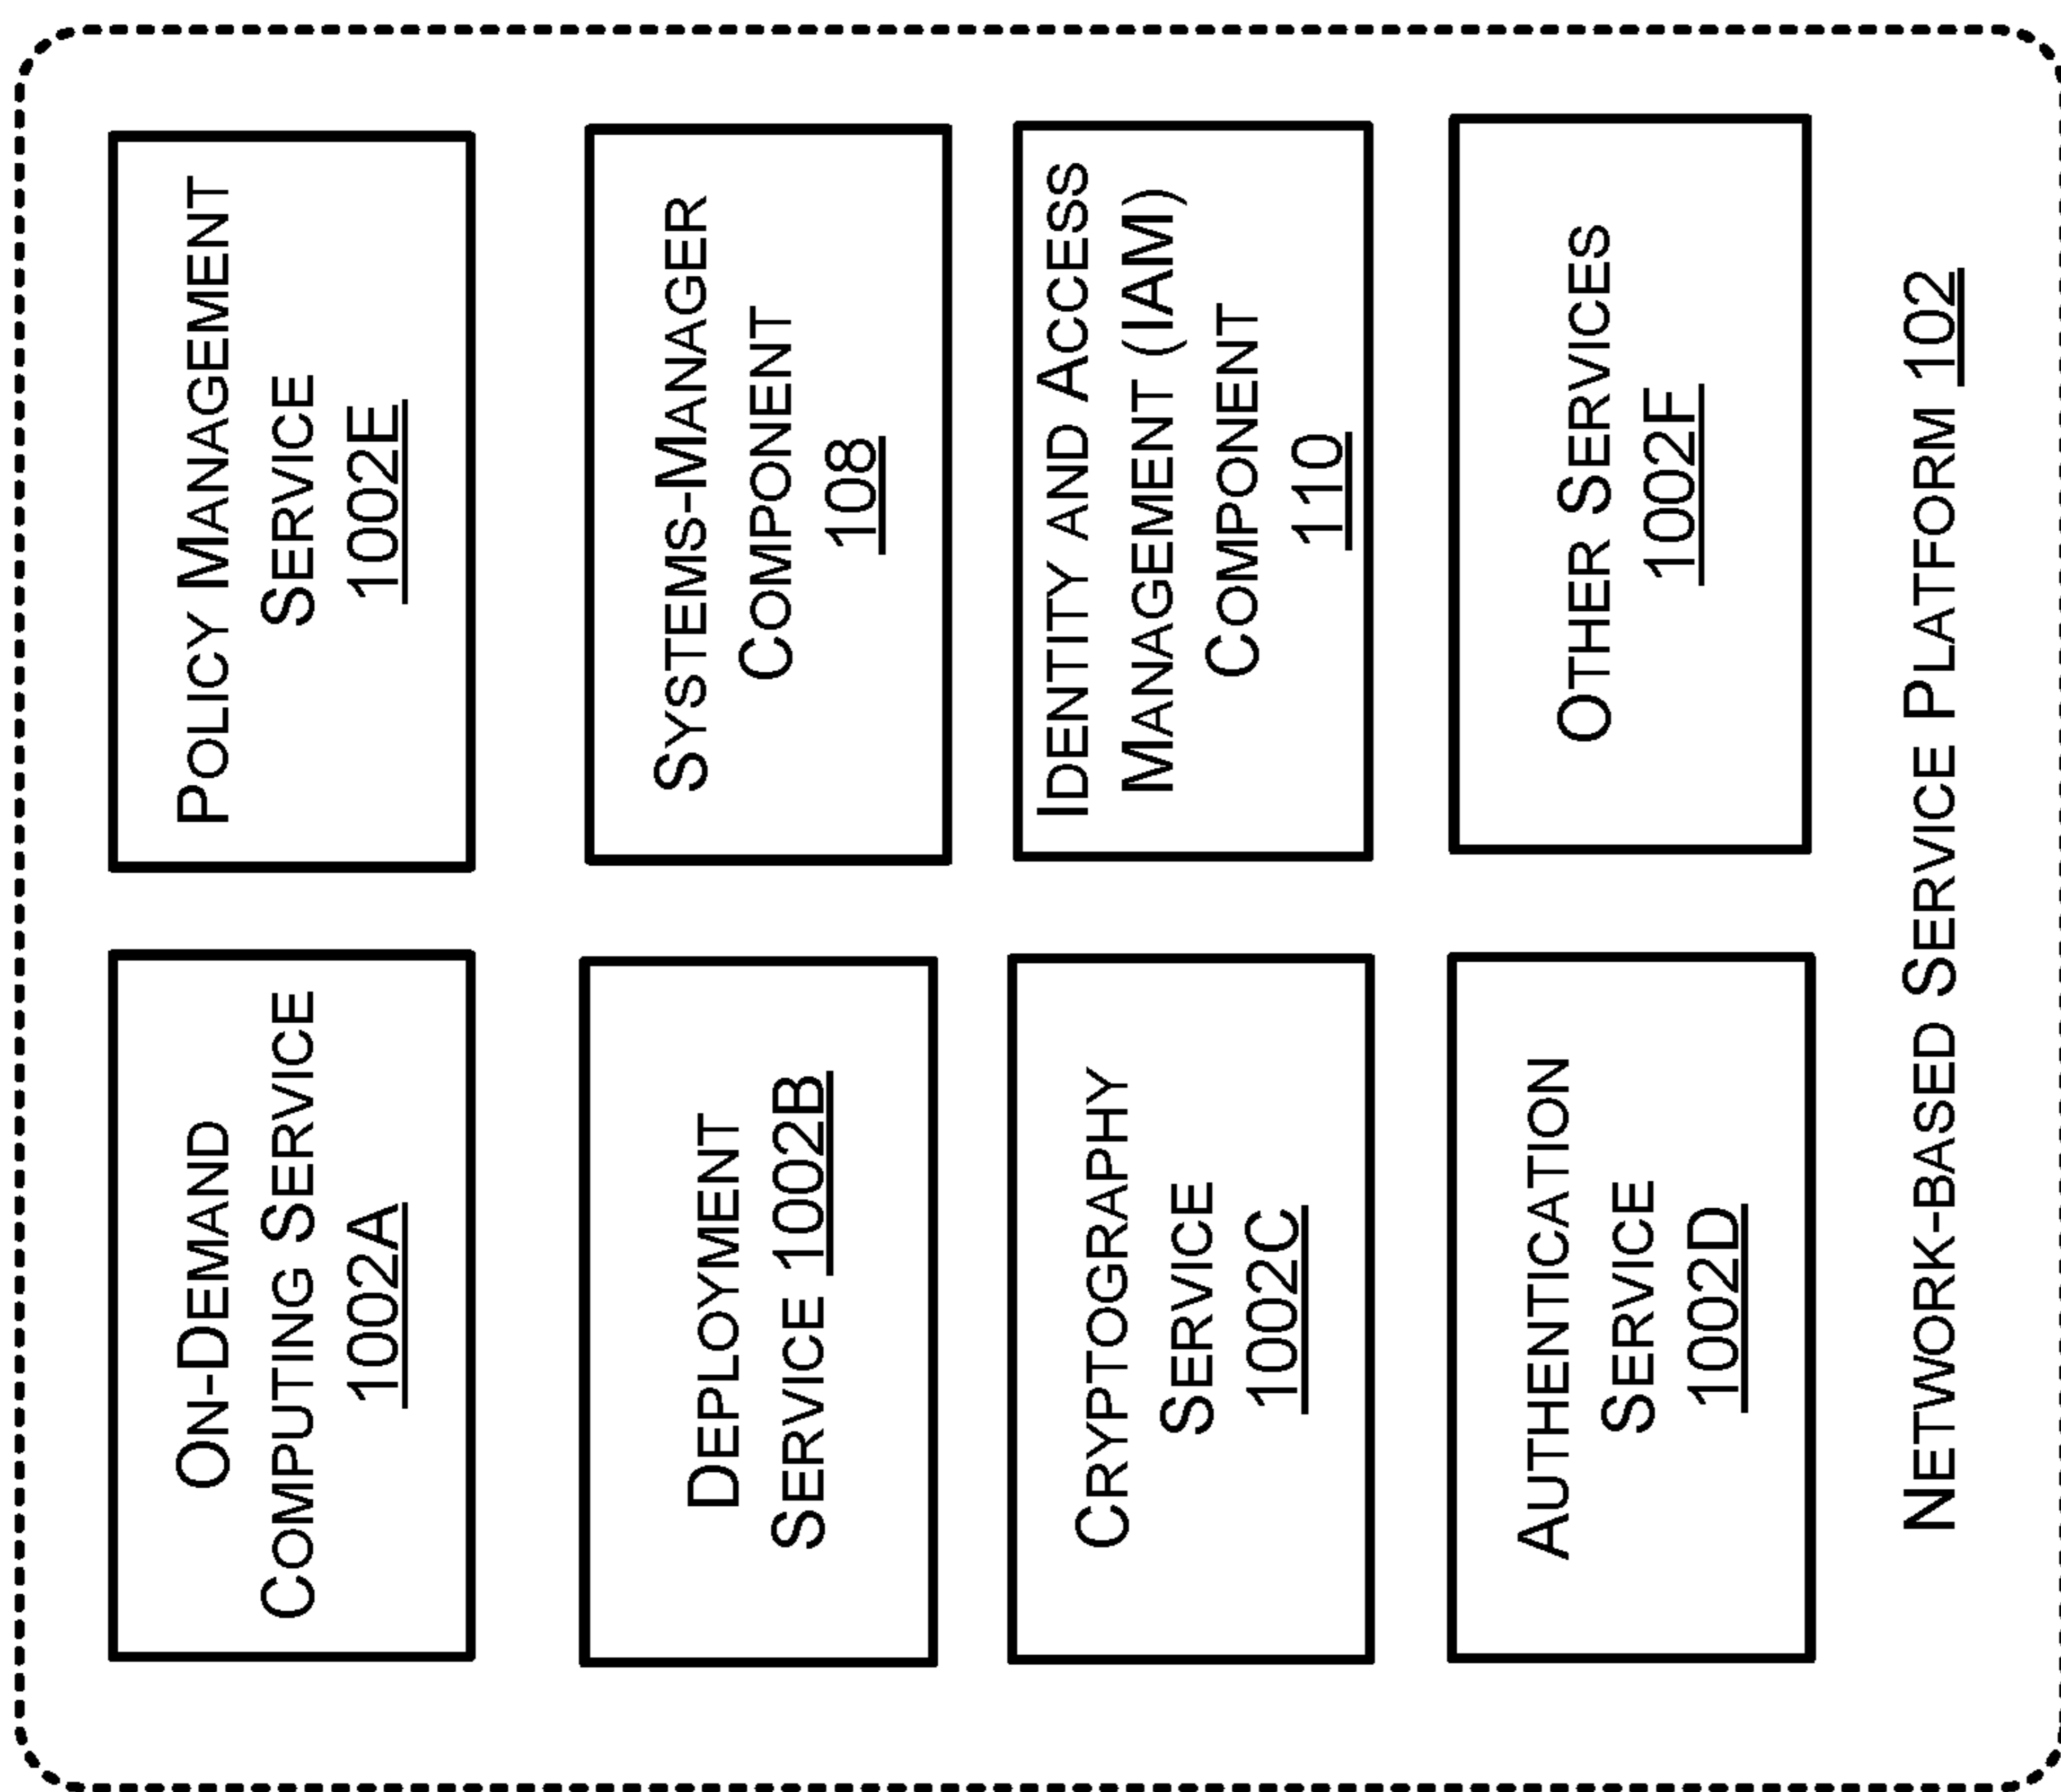 On-Demand
Computing Service
1002A
Policy Management
Service
1002E
Deployment
Service 1002B
Systems-Manager
Component
108
Cryptography
Service
1002C
Identity and Access
Management (IAM)
Component
110
Authentication
Service
1002D
Other Services
1002F
Network-based Service Platform 102